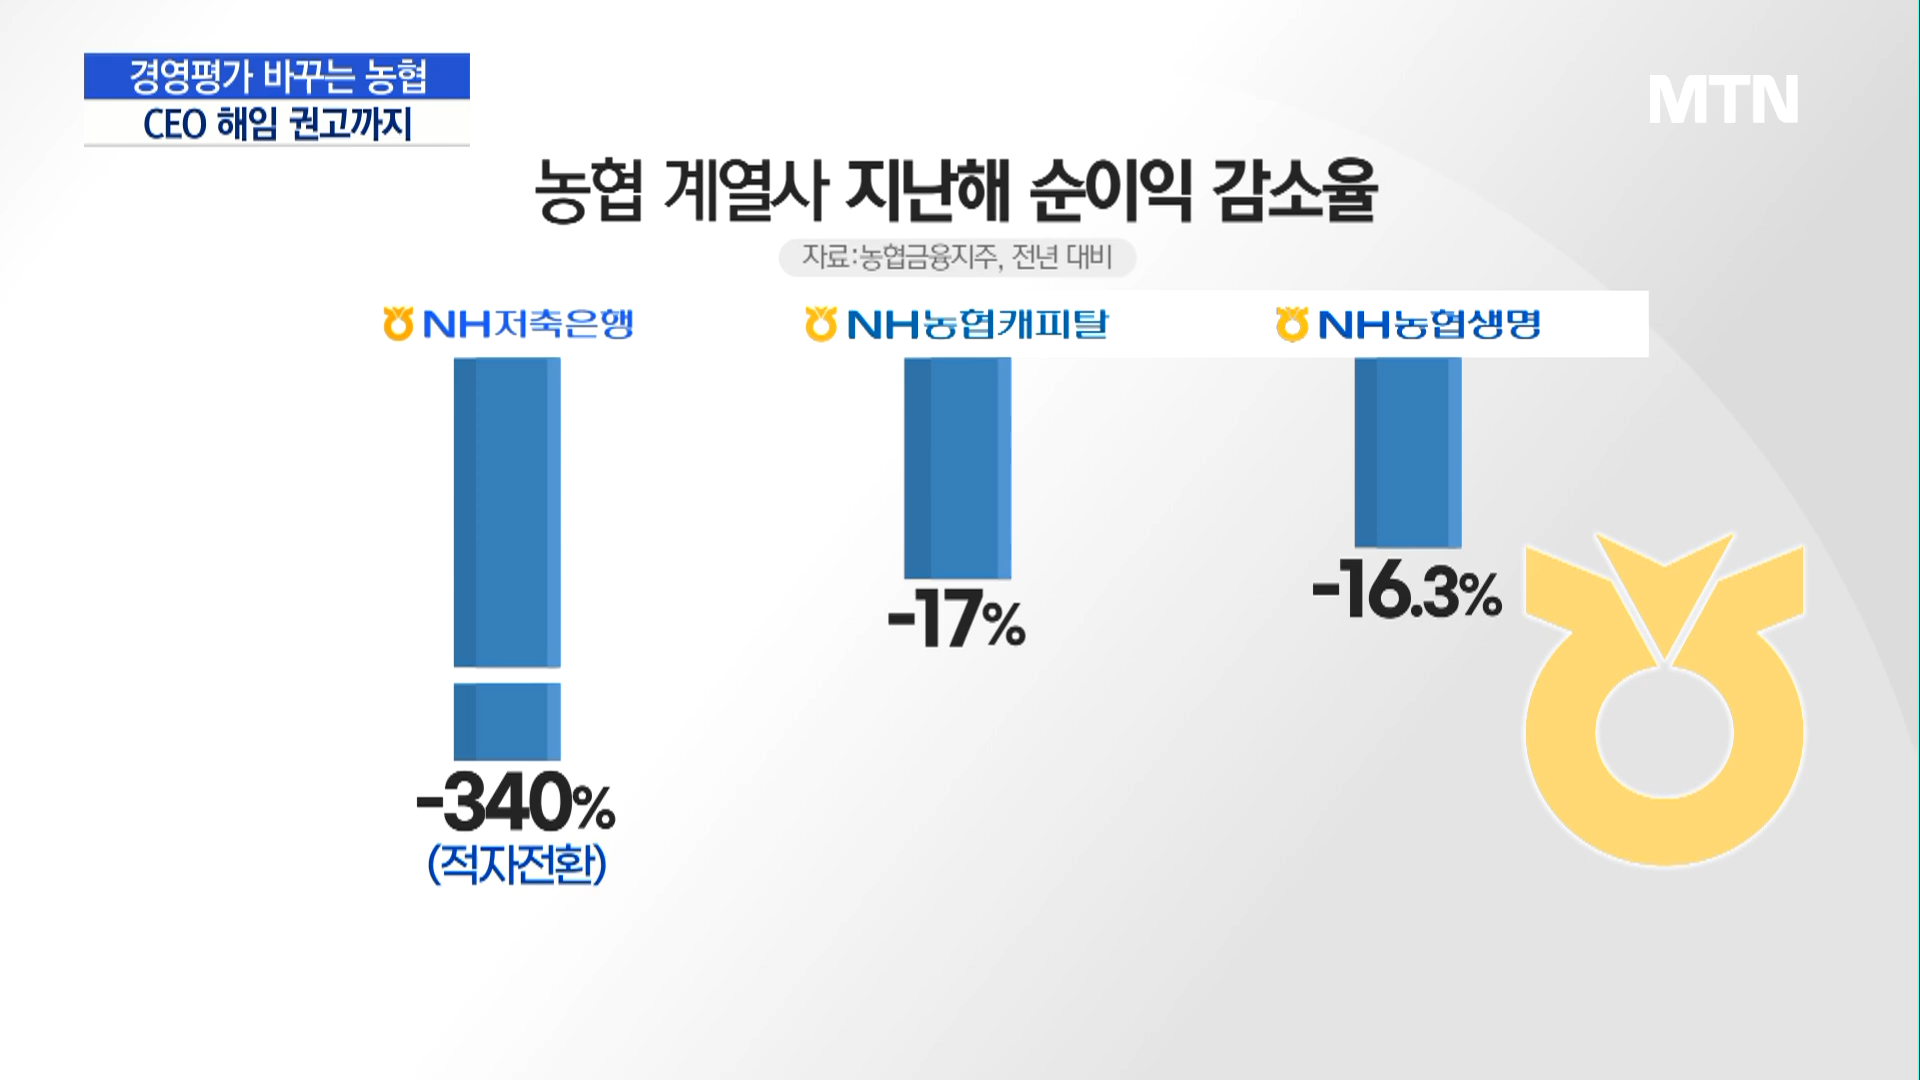 경영평가 바꾸는 농협
CEO 해임 권고까지
MTN
농협 계열사 지난해 순이익 감소율
자료:농협금융지주, 전년 대비
NH저축은행
NH농협캐피탈
NH농협생명
-340%
(적자전환)
-17%
-16.3%